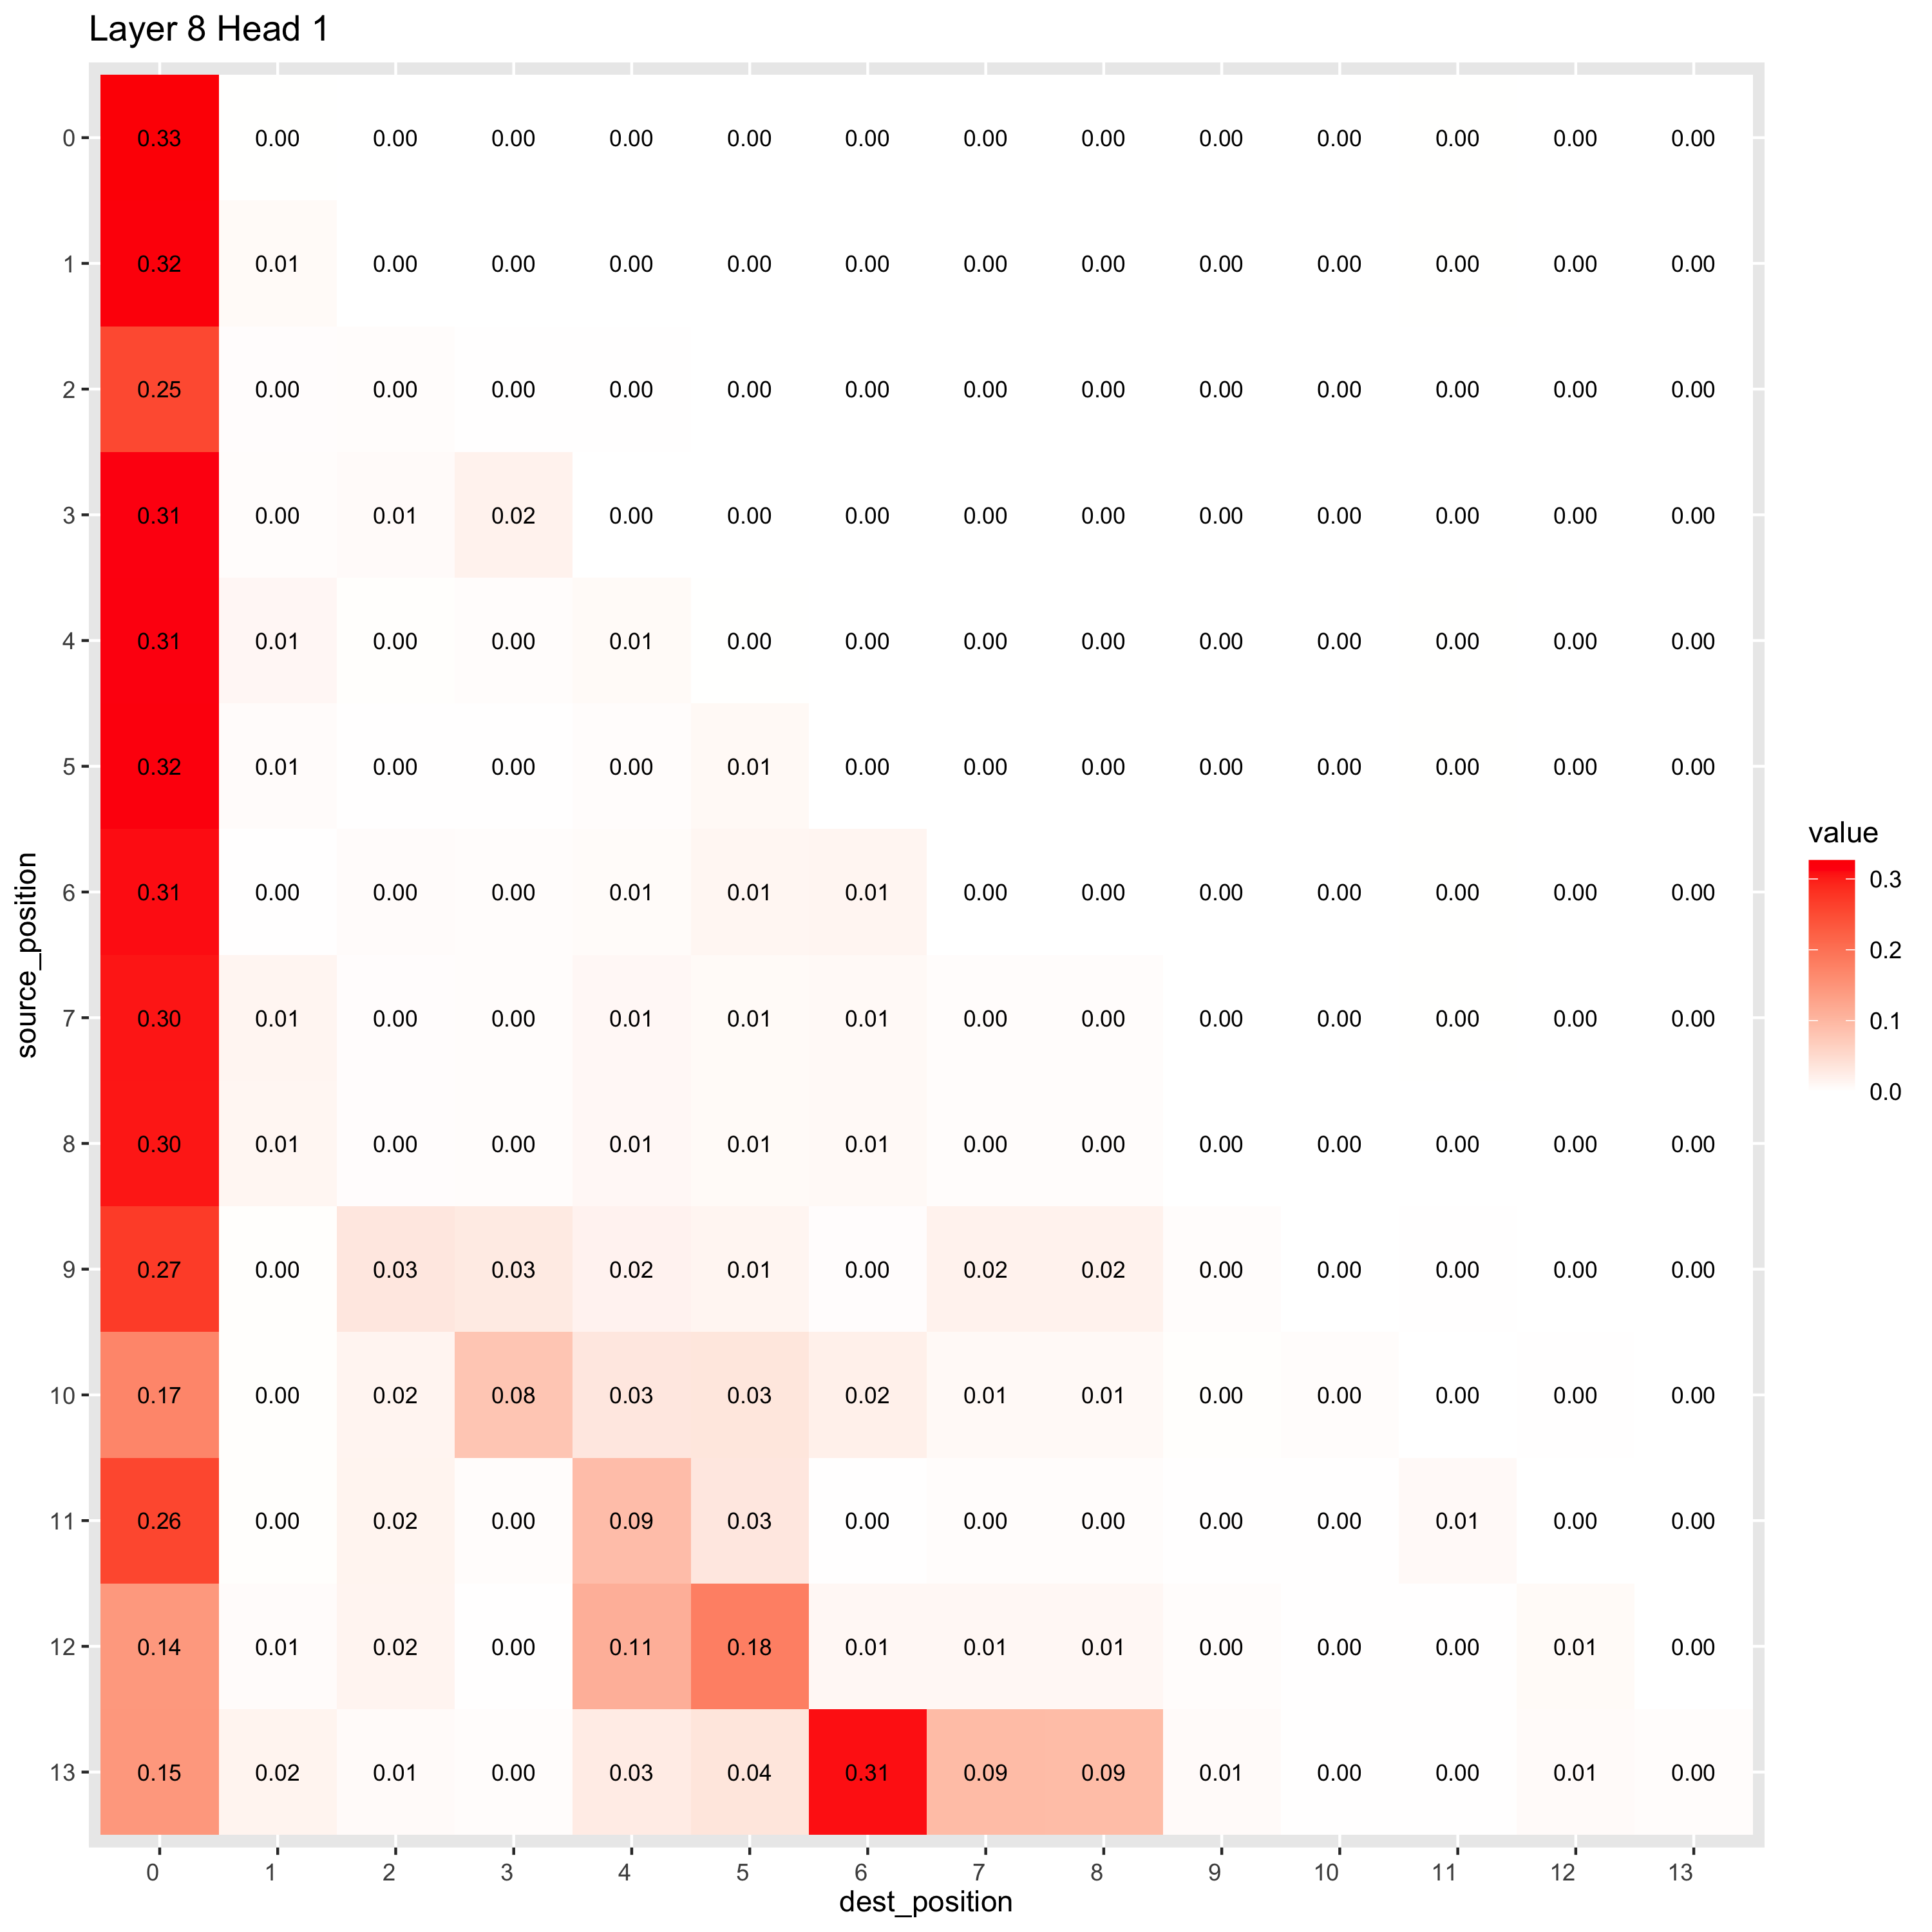 Layer 8 Head 1
0 0.33 0.00 0.00 0.00 0.00 0.00 0.00 0.00 0.00 0.00 0.00 0.00 0.00 0.00
1 0.32 0.01 0.00 0.00 0.00 0.00 0.00 0.00 0.00 0.00 0.00 0.00 0.00 0.00
2 0.25 0.00 0.00 0.00 0.00 0.00 0.00 0.00 0.00 0.00 0.00 0.00 0.00 0.00
3 0.31 0.00 0.01 0.02 0.00 0.00 0.00 0.00 0.00 0.00 0.00 0.00 0.00 0.00
4 0.31 0.01 0.00 0.00 0.01 0.00 0.00 0.00 0.00 0.00 0.00 0.00 0.00 0.00
5 0.32 0.01 0.00 0.00 0.00 0.01 0.00 0.00 0.00 0.00 0.00 0.00 0.00 0.00
6 0.31 0.00 0.00 0.00 0.01 0.01 0.01 0.00 0.00 0.00 0.00 0.00 0.00 0.00
7 0.30 0.01 0.00 0.00 0.01 0.01 0.01 0.00 0.00 0.00 0.00 0.00 0.00 0.00
8 0.30 0.01 0.00 0.00 0.01 0.01 0.01 0.00 0.00 0.00 0.00 0.00 0.00 0.00
9 0.27 0.00 0.03 0.03 0.02 0.01 0.00 0.02 0.02 0.00 0.00 0.00 0.00 0.00
10 0.17 0.00 0.02 0.08 0.03 0.03 0.02 0.01 0.01 0.00 0.00 0.00 0.00 0.00
11 0.26 0.00 0.02 0.00 0.09 0.03 0.00 0.00 0.00 0.00 0.00 0.01 0.00 0.00
12 0.14 0.01 0.02 0.00 0.11 0.18 0.01 0.01 0.01 0.00 0.00 0.00 0.01 0.00
13 0.15 0.02 0.01 0.00 0.03 0.04 0.31 0.09 0.09 0.01 0.00 0.00 0.01 0.00
0 1 2 3 4 5 6 7 8 9 10 11 12 13
dest_position
source_position
value
0.3
0.2
0.1
0.0